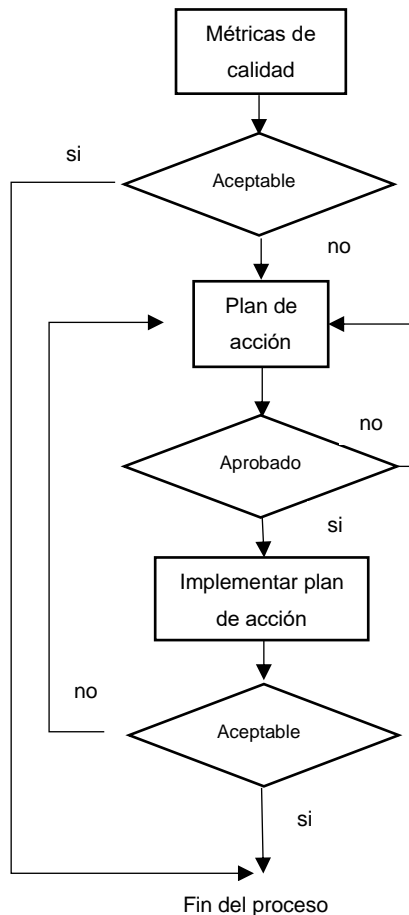 Métricas de
calidad
si
Aceptable
no
Plan de
acción
no
Aprobado
si
Implementar plan
de acción
no
Aceptable
si
Fin del proceso